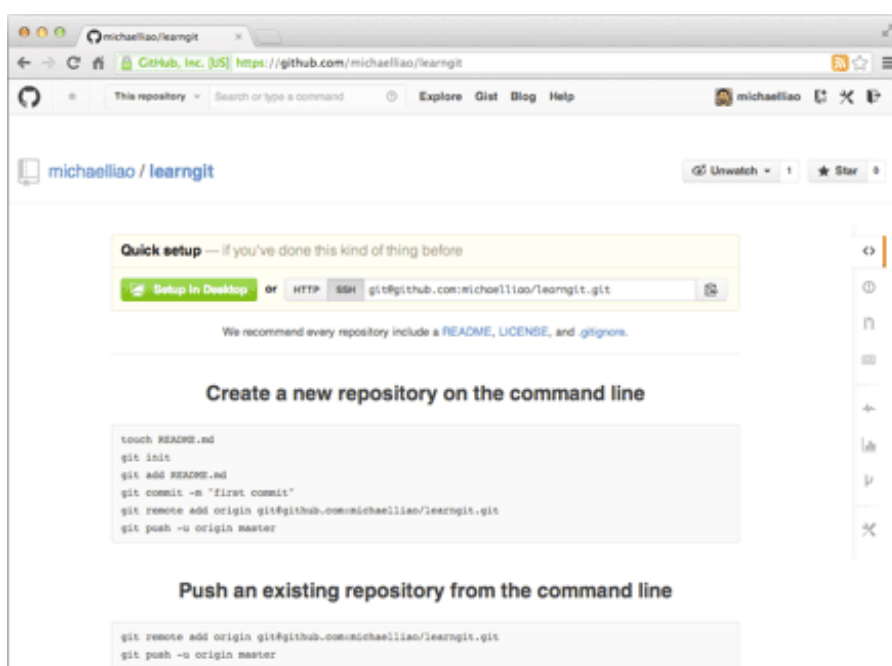 michaelliao/learngit
GitHub, Inc. [US] https://github.com/michaelliao/learngit
This repository Search or type a command Explore Gist Blog Help michaelliao
michaelliao / learngit Unwatch 1 Star 0
Quick setup — if you've done this kind of thing before
Setup in Desktop or HTTP SSH git@github.com:michaelliao/learngit.git
We recommend every repository include a README, LICENSE, and .gitignore.
Create a new repository on the command line
touch README.md
git init
git add README.md
git commit -m "first commit"
git remote add origin git@github.com:michaelliao/learngit.git
git push -u origin master
Push an existing repository from the command line
git remote add origin git@github.com:michaelliao/learngit.git
git push -u origin master